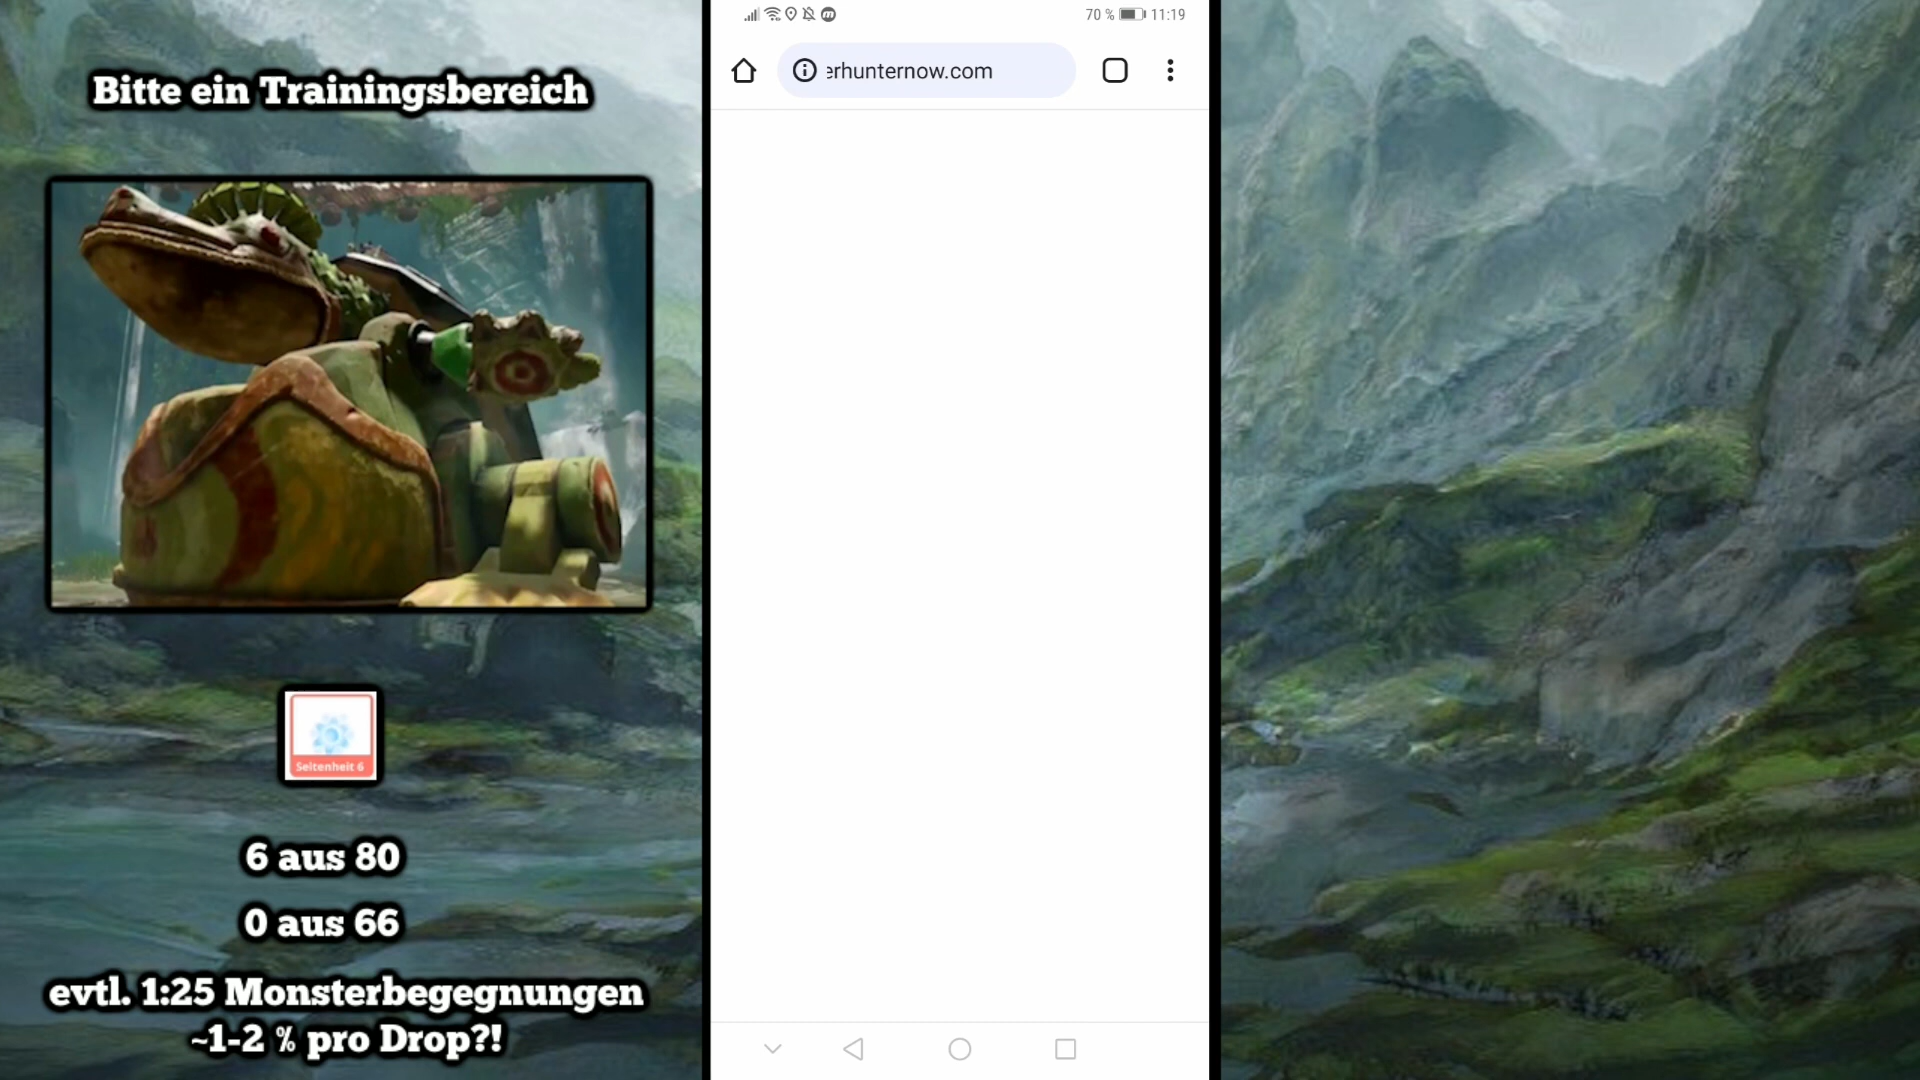 Bitte ein Trainingsbereich
Seltenheit 6
6 aus 80
0 aus 66
evtl. 1:25 Monsterbegegnungen
~1-2 % pro Drop?!
70 % 11:19
erhunternow.com